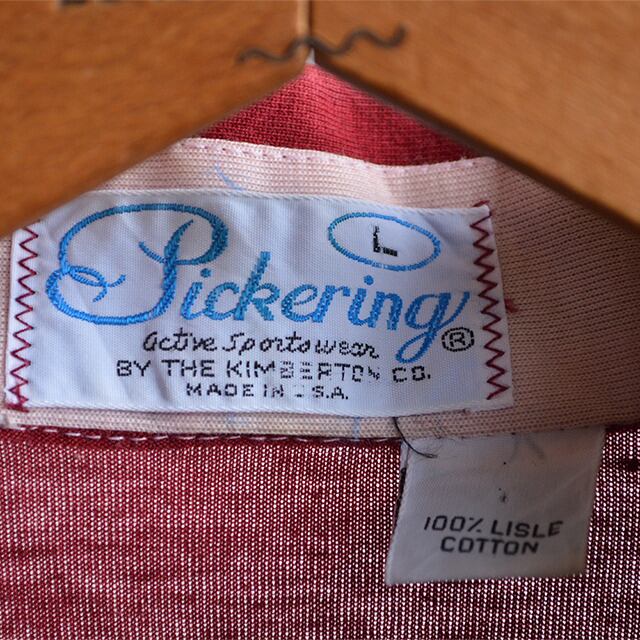 L
Pickering®
active Sportswear
BY THE KIMBERTON CO.
MADE IN U.S.A.
100% LISLE
COTTON